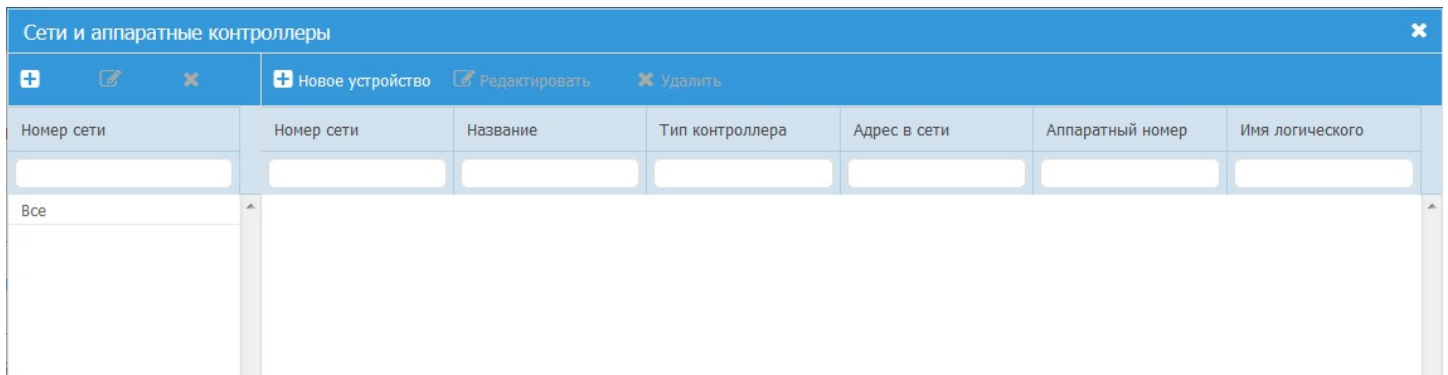 Сети и аппаратные контроллеры
Новое устройство Редактировать Удалить
Номер сети Номер сети Название Тип контроллера Адрес в сети Аппаратный номер Имя логического
Все